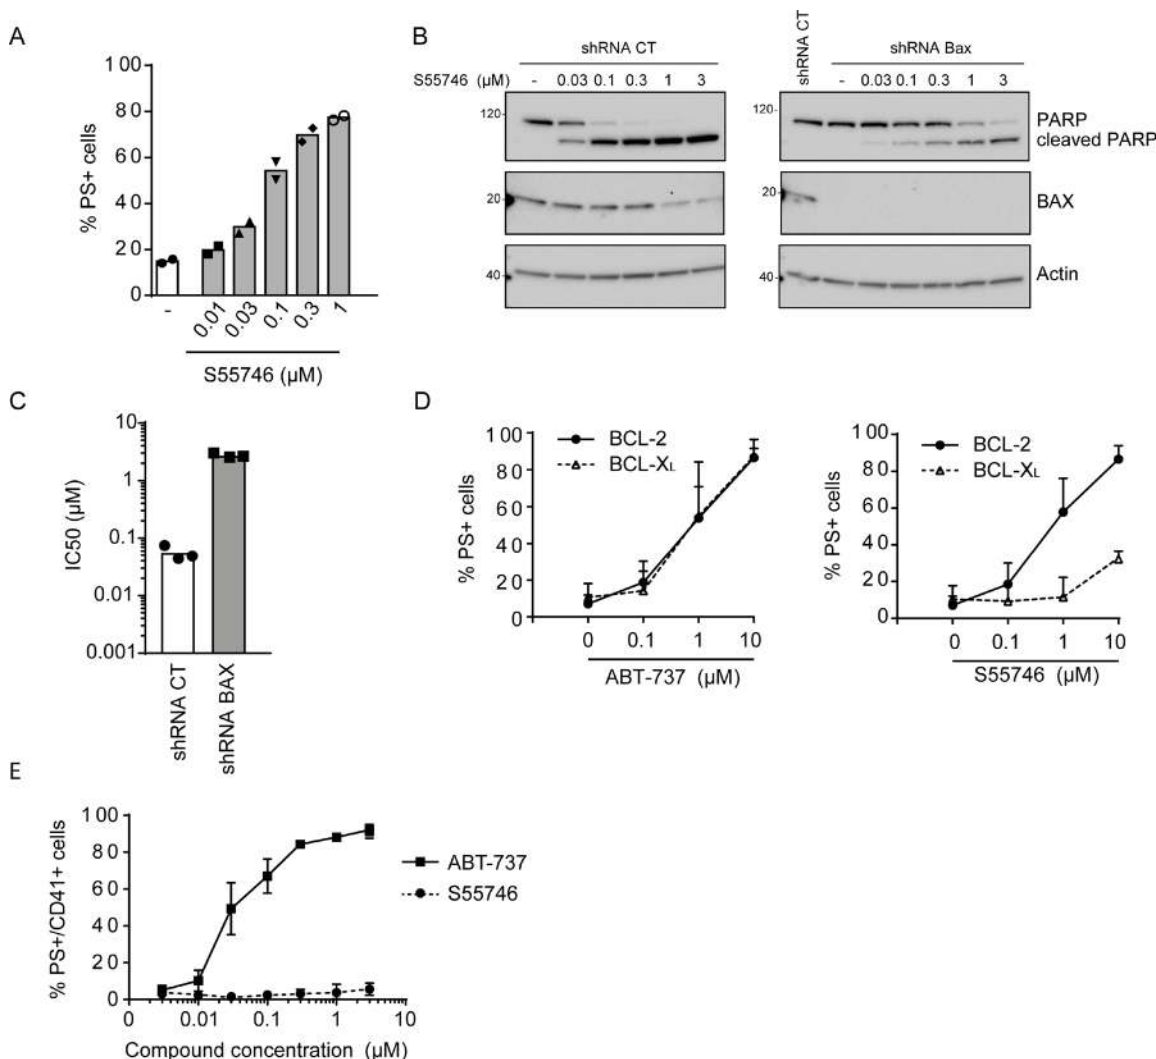 A
% PS+ cells
100
80
60
40
20
0
- 0.01 0.03 0.1 0.3 1
S55746 (µM)
B
shRNA CT
shRNA CT
shRNA Bax
S55746 (µM) - 0.03 0.1 0.3 1 3
- 0.03 0.1 0.3 1 3
120
120
PARP
cleaved PARP
20
20
BAX
40
40
Actin
C
IC50 (µM)
10
1
0.1
0.01
0.001
shRNA CT
shRNA BAX
D
% PS+ cells
100
80
60
40
20
0
BCL-2
BCL-XL
0 0.1 1 10
ABT-737 (µM)
% PS+ cells
100
80
60
40
20
0
BCL-2
BCL-XL
0 0.1 1 10
S55746 (µM)
E
% PS+/CD41+ cells
100
80
60
40
20
0
ABT-737
S55746
0 0.01 0.1 1 10
Compound concentration (µM)